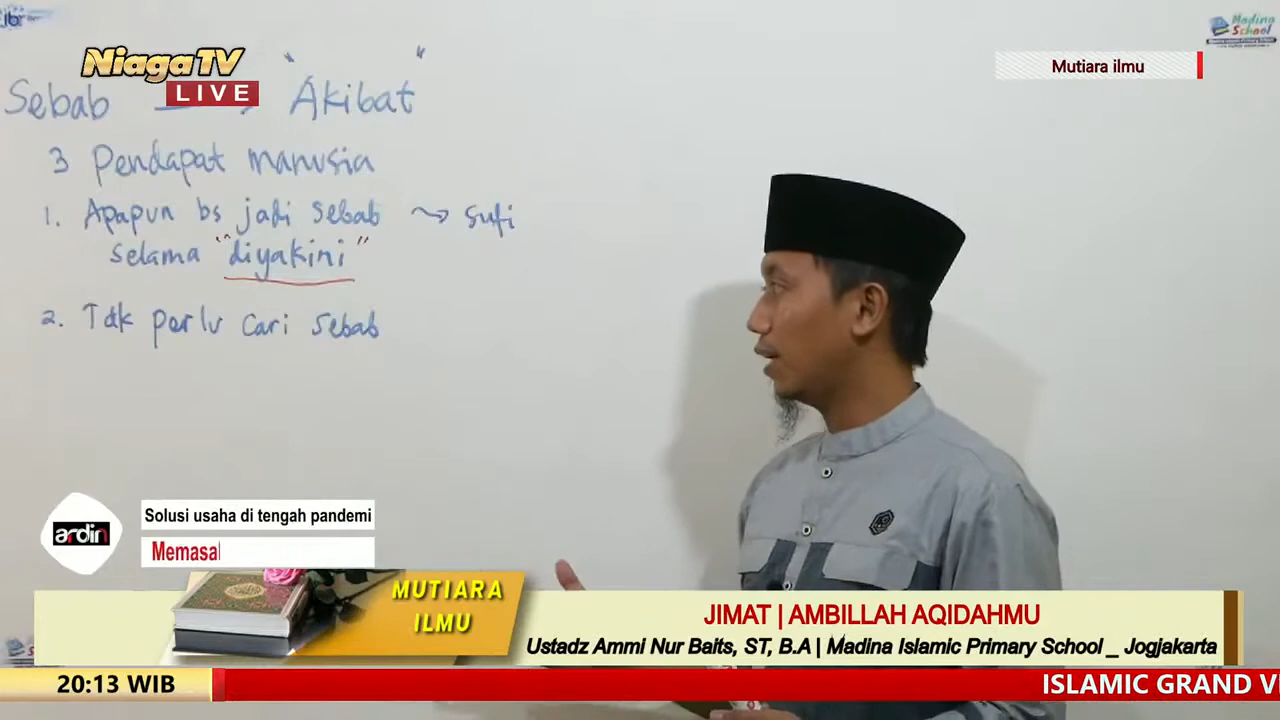 NiagaTV
LIVE
Madina
School
Mutiara ilmu
Sebab → "Akibat"
3 Pendapat manusia
1. Apapun bs jadi sebab ⤳ sufi
selama "diyakini"
2. Tdk perlu cari sebab
ardin
Solusi usaha di tengah pandemi
Memasal
MUTIARA
ILMU
JIMAT | AMBILLAH AQIDAHMU
Ustadz Ammi Nur Baits, ST, B.A | Madina Islamic Primary School _ Jogjakarta
20:13 WIB
ISLAMIC GRAND V